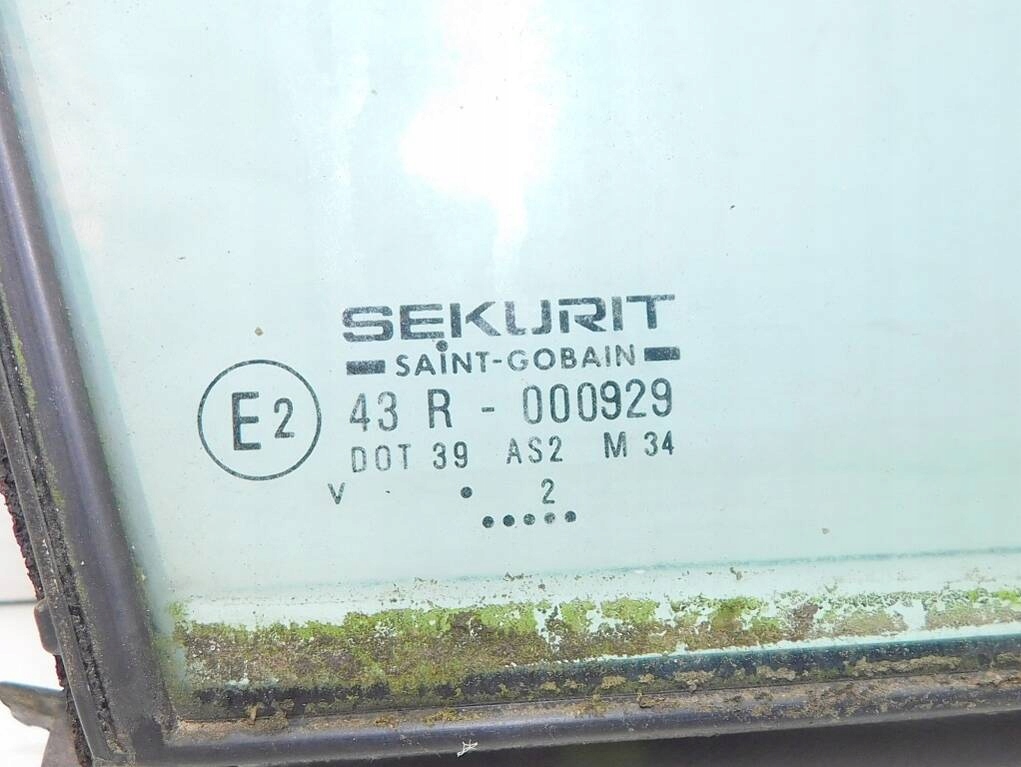 SEKURIT
SAINT-GOBAIN
E2 43 R - 000929
DOT 39 AS2 M 34
V . 2
.....